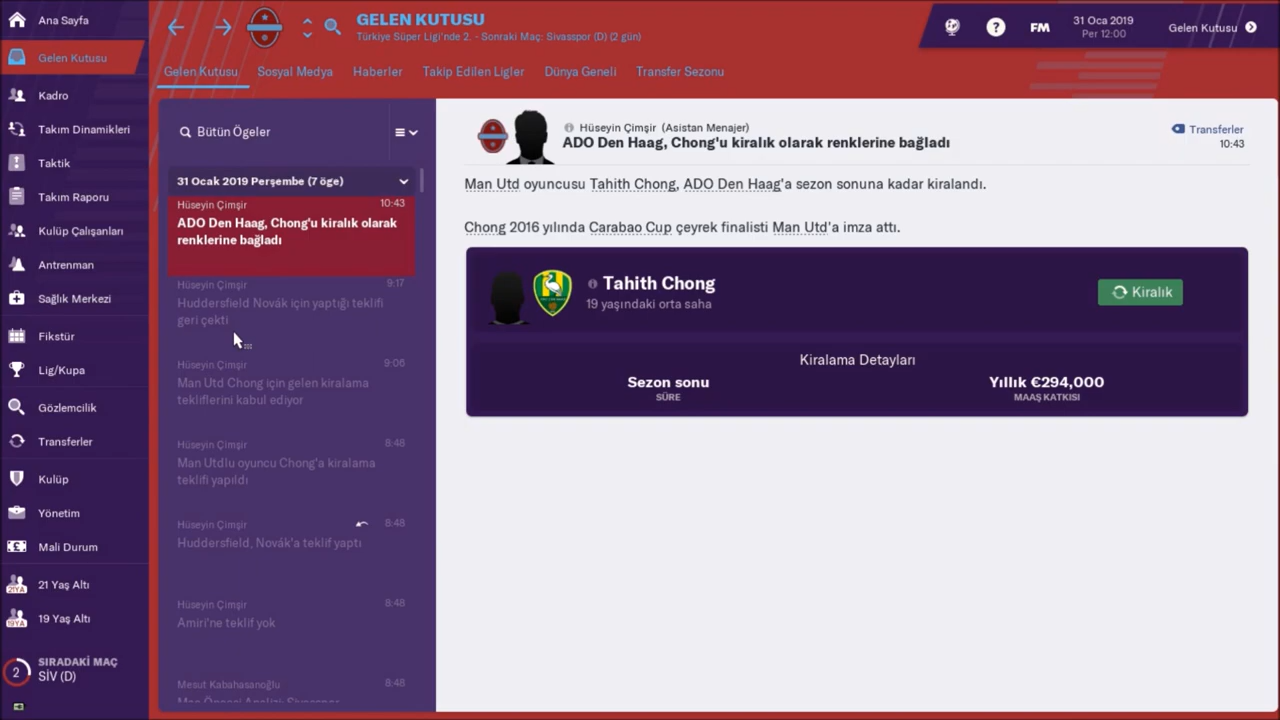 Ana Sayfa
Gelen Kutusu
Kadro
Takım Dinamikleri
Taktik
Takım Raporu
Kulüp Çalışanları
Antrenman
Sağlık Merkezi
Fikstür
Lig/Kupa
Gözlemcilik
Transferler
Kulüp
Yönetim
Mali Durum
21YA
21 Yaş Altı
19YA
19 Yaş Altı
2
SIRADAKİ MAÇ
SİV (D)
GELEN KUTUSU
Türkiye Süper Ligi'nde 2. - Sonraki Maç: Sivasspor (D) (2 gün)
?
FM
31 Oca 2019
Per 12:00
Gelen Kutusu
Gelen Kutusu
Sosyal Medya
Haberler
Takip Edilen Ligler
Dünya Geneli
Transfer Sezonu
Bütün Ögeler
31 Ocak 2019 Perşembe (7 öge)
Hüseyin Çimşir 10:43
ADO Den Haag, Chong'u kiralık olarak
renklerine bağladı
Hüseyin Çimşir 9:17
Huddersfield Novák için yaptığı teklifi
geri çekti
Hüseyin Çimşir 9:06
Man Utd Chong için gelen kiralama
tekliflerini kabul ediyor
Hüseyin Çimşir 8:48
Man Utdlu oyuncu Chong'a kiralama
teklifi yapıldı
Hüseyin Çimşir 8:48
Huddersfield, Novák'a teklif yaptı
Hüseyin Çimşir 8:48
Amiri'ne teklif yok
Mesut Kabahasanoğlu 8:48
Maç Öncesi Analizi: Sivasspor
Hüseyin Çimşir (Asistan Menajer)
ADO Den Haag, Chong'u kiralık olarak renklerine bağladı
Transferler
10:43
Man Utd oyuncusu Tahith Chong, ADO Den Haag'a sezon sonuna kadar kiralandı.
Chong 2016 yılında Carabao Cup çeyrek finalisti Man Utd'a imza attı.
Tahith Chong
19 yaşındaki orta saha
Kiralık
Kiralama Detayları
Sezon sonu
SÜRE
Yıllık €294,000
MAAŞ KATKISI